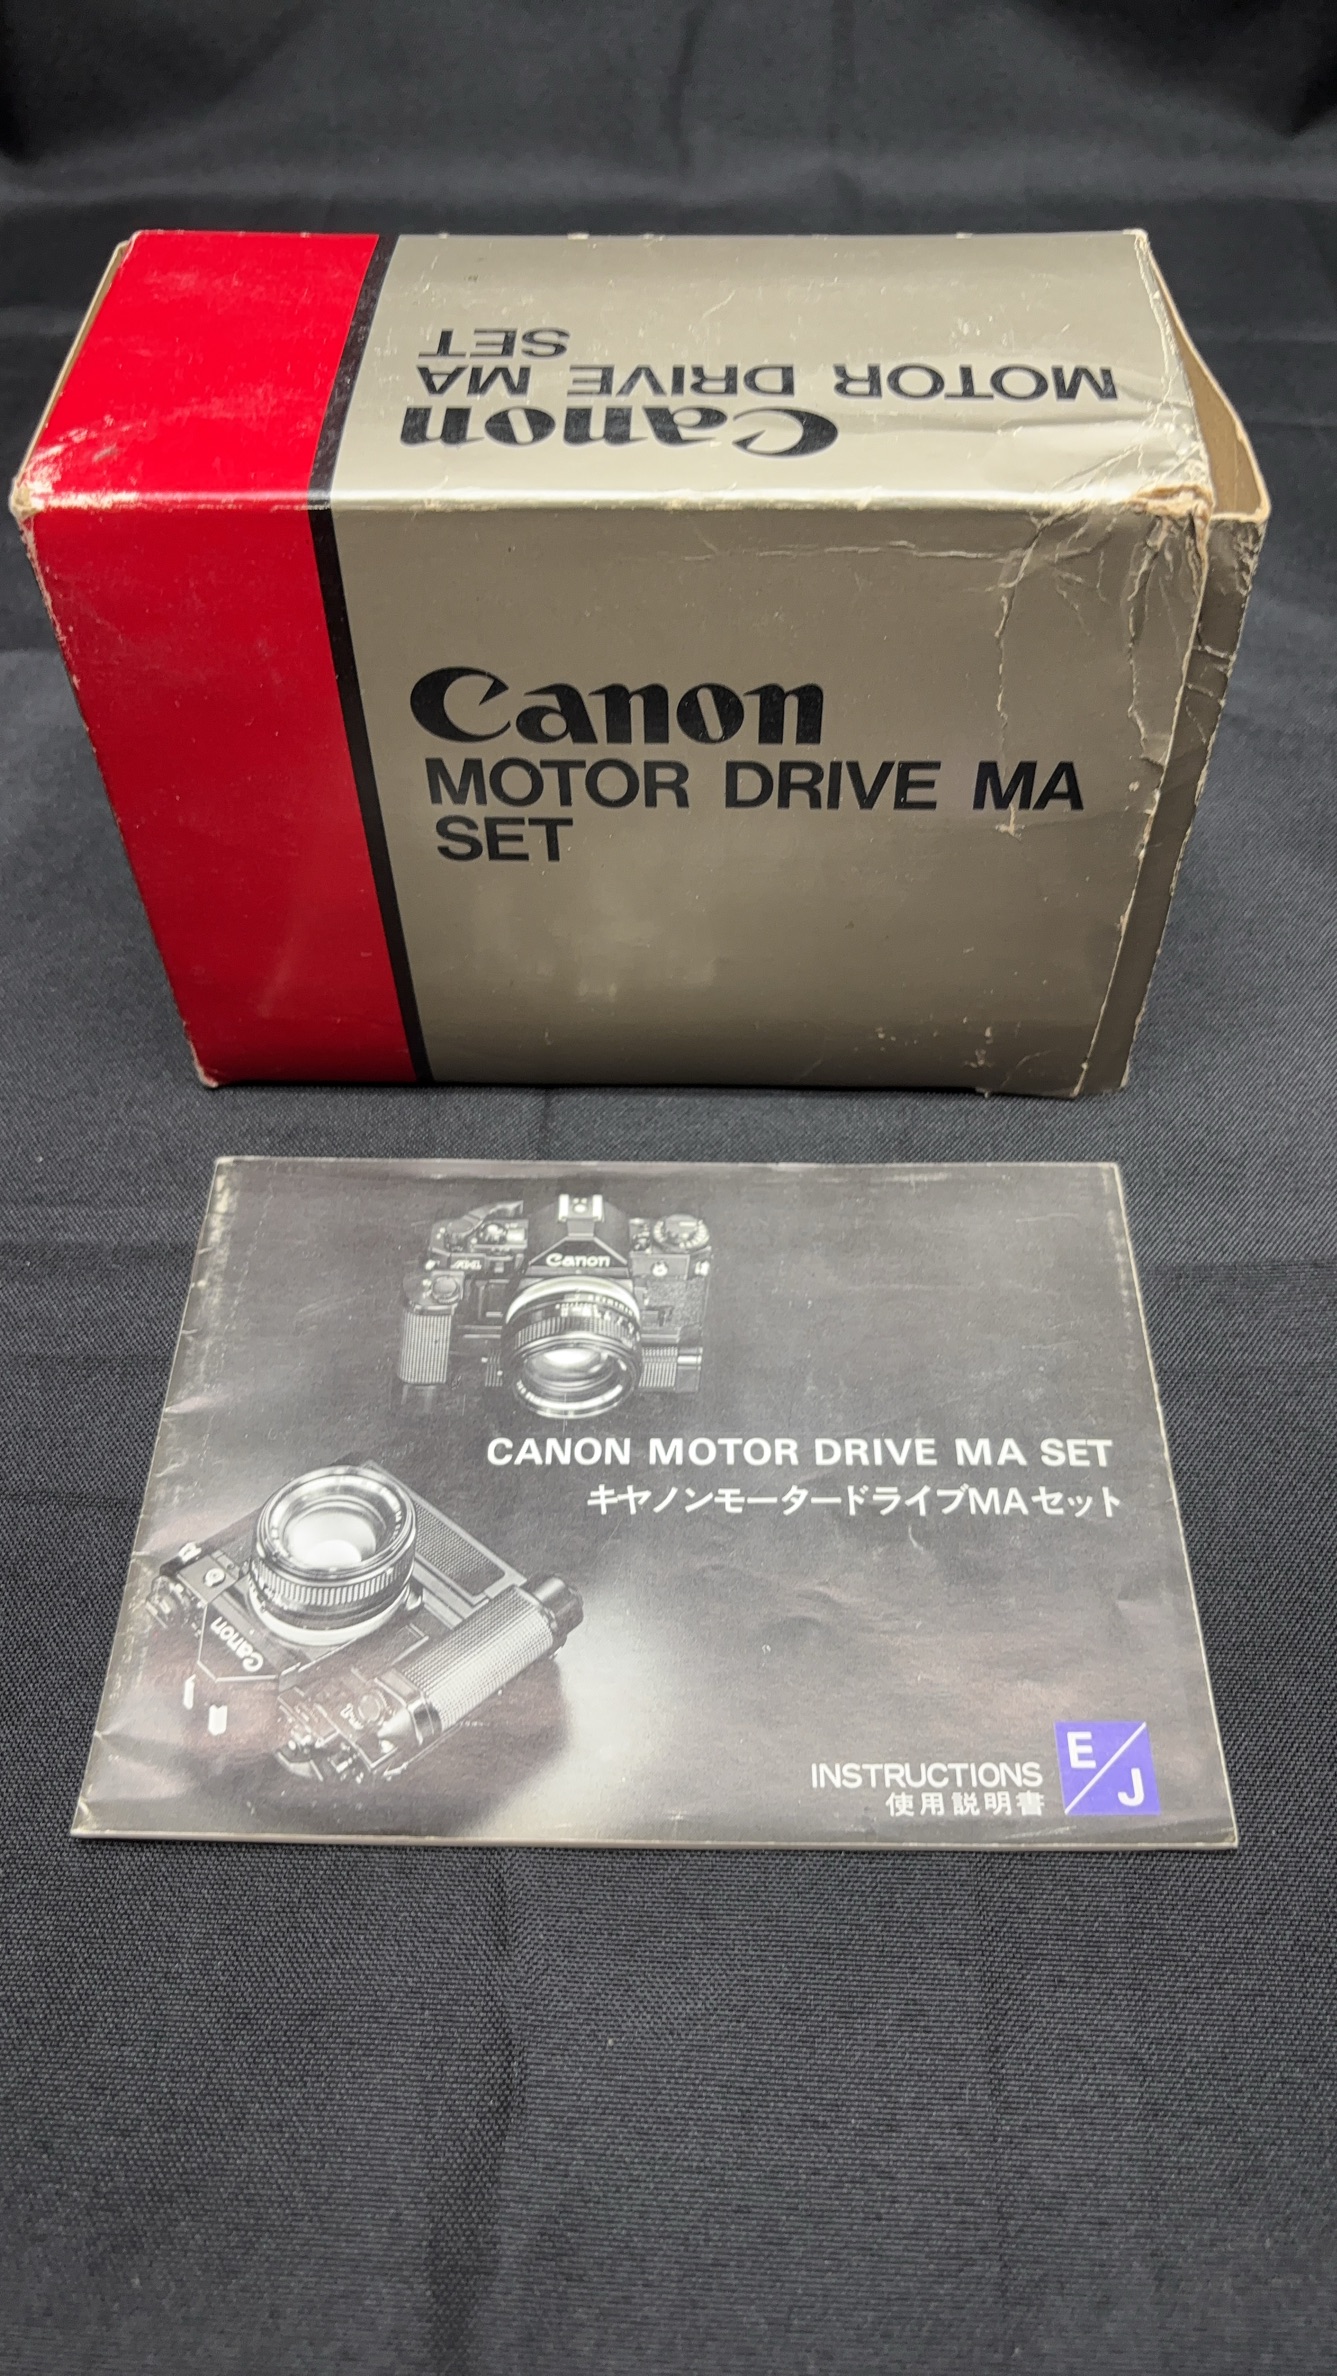 Canon
MOTOR DRIVE MA
SET
Canon
MOTOR DRIVE MA
SET
Canon
CANON MOTOR DRIVE MA SET
キヤノンモータードライブMAセット
Canon
INSTRUCTIONS
使用説明書
E/J